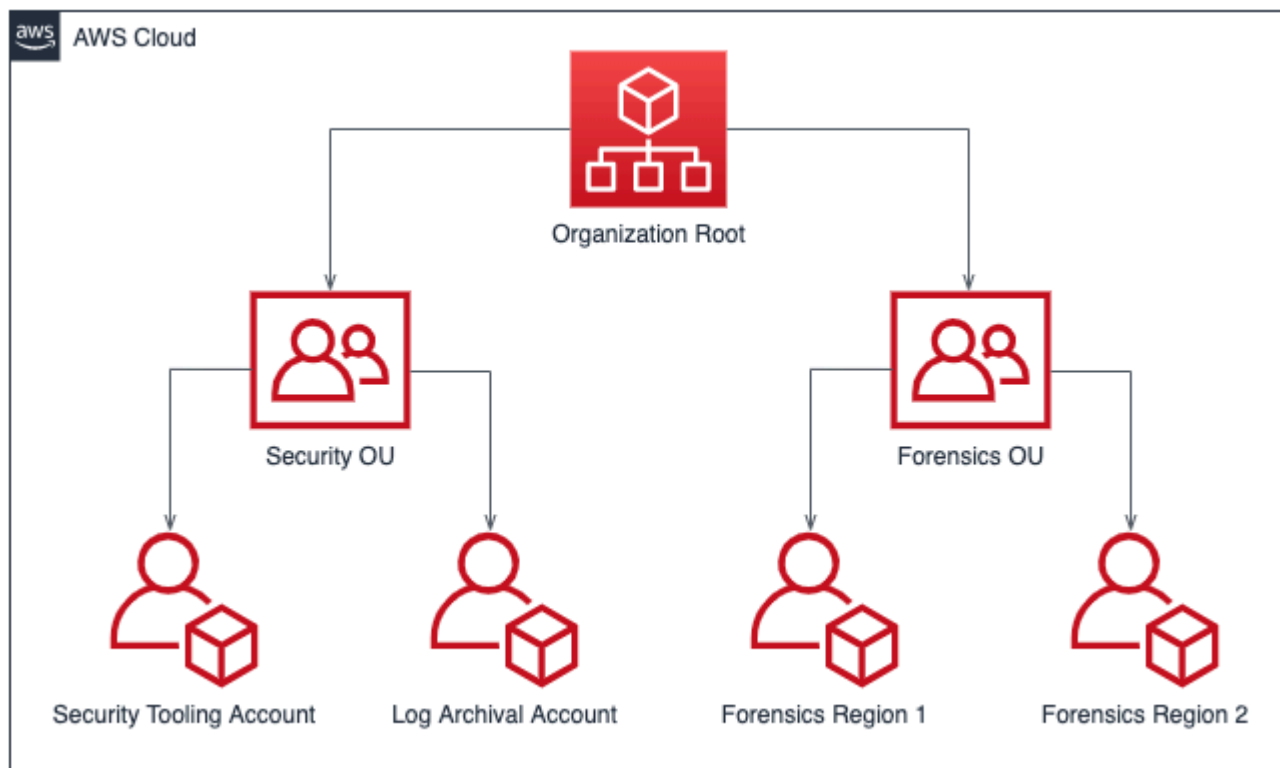 aws
AWS Cloud
Organization Root
Security OU
Forensics OU
Security Tooling Account
Log Archival Account
Forensics Region 1
Forensics Region 2